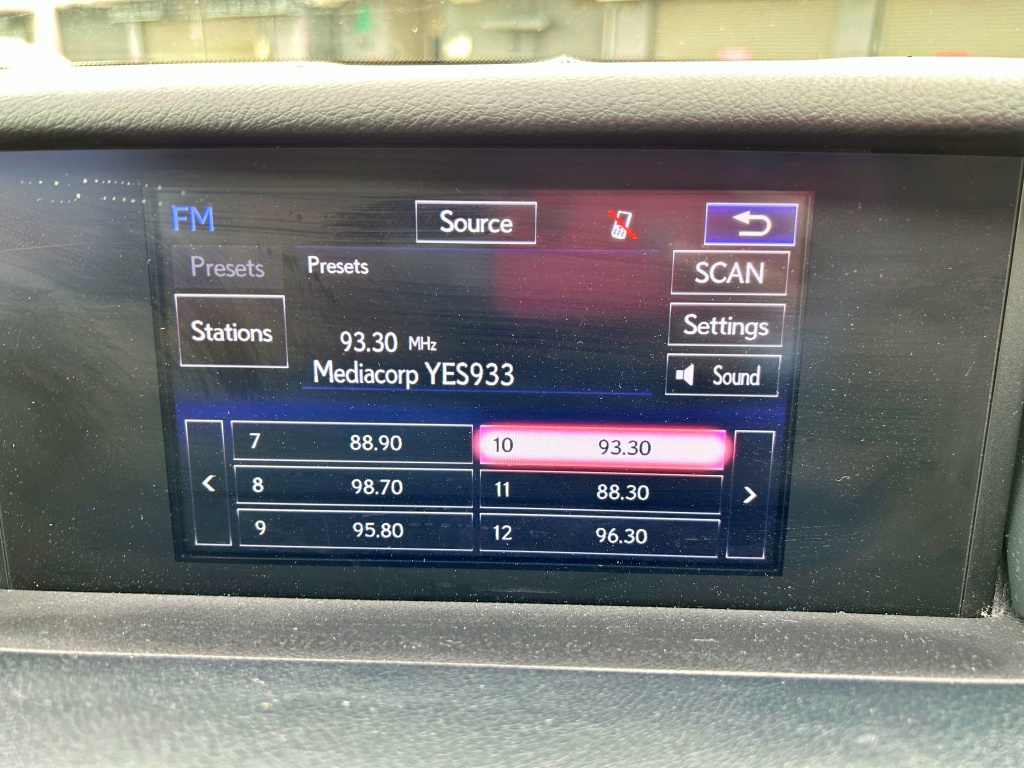 FM
Source
Presets
Presets
SCAN
Stations
Settings
93.30 MHz
Mediacorp YES933
Sound
7 88.90
10 93.30
8 98.70
11 88.30
9 95.80
12 96.30